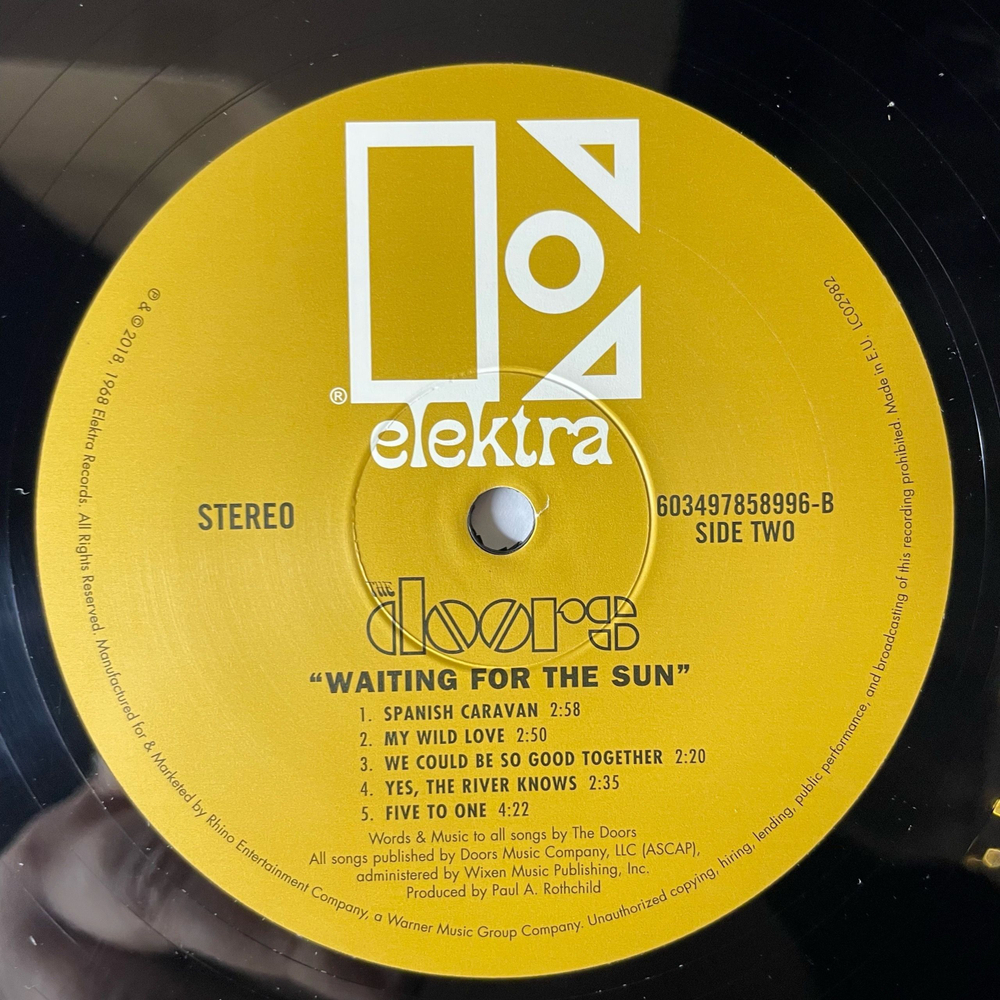 ®
elektra
STEREO
603497858996-B
SIDE TWO
THE
doors
“WAITING FOR THE SUN”
1. SPANISH CARAVAN 2:58
2. MY WILD LOVE 2:50
3. WE COULD BE SO GOOD TOGETHER 2:20
4. YES, THE RIVER KNOWS 2:35
5. FIVE TO ONE 4:22
Words & Music to all songs by The Doors
All songs published by Doors Music Company, LLC (ASCAP),
administered by Wixen Music Publishing, Inc.
Produced by Paul A. Rothchild
℗ & © 2018, 1968 Elektra Records. All Rights Reserved. Manufactured for & Marketed by Rhino Entertainment Company, a Warner Music Group Company. Unauthorized copying, hiring, lending, public performance, and broadcasting of this recording prohibited. Made in E.U. LC02982